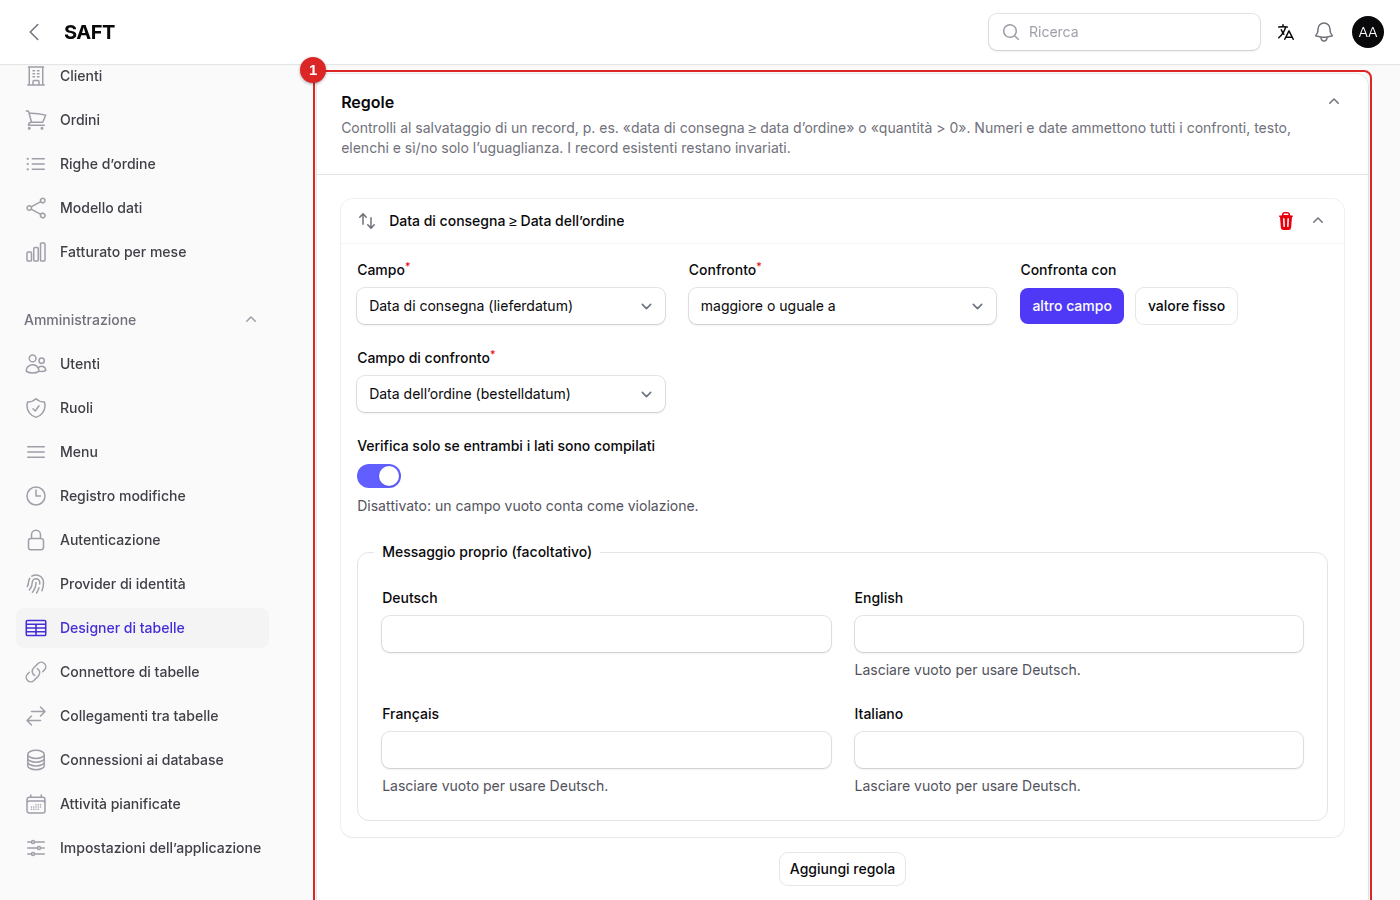 SAFT
Ricerca
AA
Clienti
Ordini
Righe d'ordine
Modello dati
Fatturato per mese
Amministrazione
Utenti
Ruoli
Menu
Registro modifiche
Autenticazione
Provider di identità
Designer di tabelle
Connettore di tabelle
Collegamenti tra tabelle
Connessioni ai database
Attività pianificate
Impostazioni dell'applicazione
1
Regole
Controlli al salvataggio di un record, p. es. «data di consegna ≥ data d'ordine» o «quantità > 0». Numeri e date ammettono tutti i confronti, testo,
elenchi e sì/no solo l'uguaglianza. I record esistenti restano invariati.
Data di consegna ≥ Data dell'ordine
Campo*
Confronto*
Confronta con
Data di consegna (lieferdatum)
maggiore o uguale a
altro campo
valore fisso
Campo di confronto*
Data dell'ordine (bestelldatum)
Verifica solo se entrambi i lati sono compilati
Disattivato: un campo vuoto conta come violazione.
Messaggio proprio (facoltativo)
Deutsch
English
Lasciare vuoto per usare Deutsch.
Français
Italiano
Lasciare vuoto per usare Deutsch.
Lasciare vuoto per usare Deutsch.
Aggiungi regola